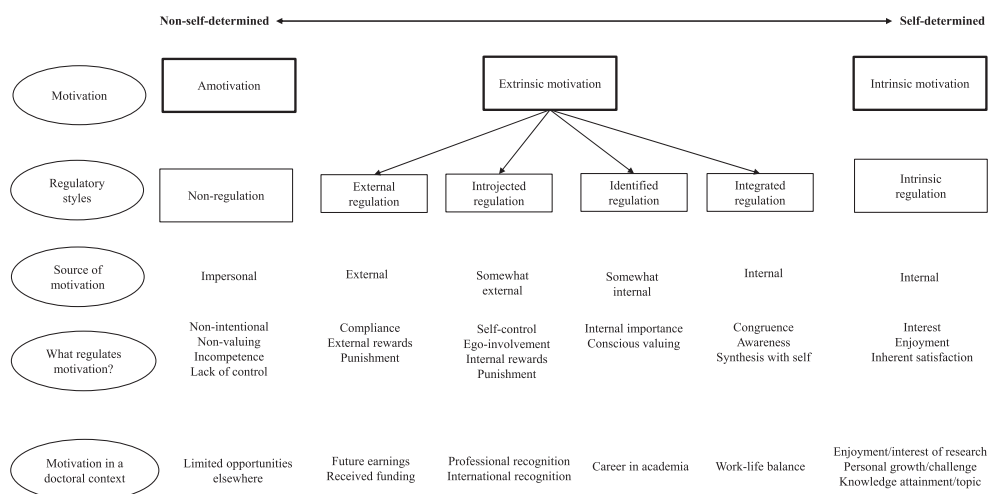 Non-self-determined
Self-determined
Motivation
Amotivation
Extrinsic motivation
Intrinsic motivation
Regulatory
styles
Non-regulation
External
regulation
Introjected
regulation
Identified
regulation
Integrated
regulation
Intrinsic
regulation
Source of
motivation
Impersonal
External
Somewhat
external
Somewhat
internal
Internal
Internal
What regulates
motivation?
Non-intentional
Non-valuing
Incompetence
Lack of control
Compliance
External rewards
Punishment
Self-control
Ego-involvement
Internal rewards
Punishment
Internal importance
Conscious valuing
Congruence
Awareness
Synthesis with self
Interest
Enjoyment
Inherent satisfaction
Motivation in a
doctoral context
Limited opportunities
elsewhere
Future earnings
Received funding
Professional recognition
International recognition
Career in academia
Work-life balance
Enjoyment/interest of research
Personal growth/challenge
Knowledge attainment/topic